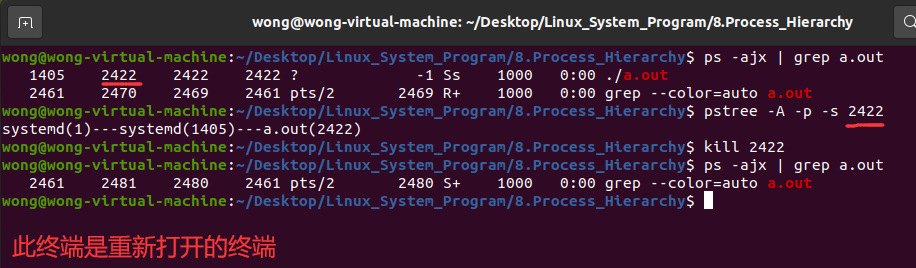 wong@wong-virtual-machine: ~/Desktop/Linux_System_Program/8.Process_Hierarchy
wong@wong-virtual-machine:~/Desktop/Linux_System_Program/8.Process_Hierarchy$ ps -ajx | grep a.out
   1405    2422    2422    2422 ?             -1 Ss    1000   0:00 ./a.out
   2461    2470    2469    2461 pts/2       2469 R+    1000   0:00 grep --color=auto a.out
wong@wong-virtual-machine:~/Desktop/Linux_System_Program/8.Process_Hierarchy$ pstree -A -p -s 2422
systemd(1)---systemd(1405)---a.out(2422)
wong@wong-virtual-machine:~/Desktop/Linux_System_Program/8.Process_Hierarchy$ kill 2422
wong@wong-virtual-machine:~/Desktop/Linux_System_Program/8.Process_Hierarchy$ ps -ajx | grep a.out
   2461    2481    2480    2461 pts/2       2480 S+    1000   0:00 grep --color=auto a.out
wong@wong-virtual-machine:~/Desktop/Linux_System_Program/8.Process_Hierarchy$
此终端是重新打开的终端